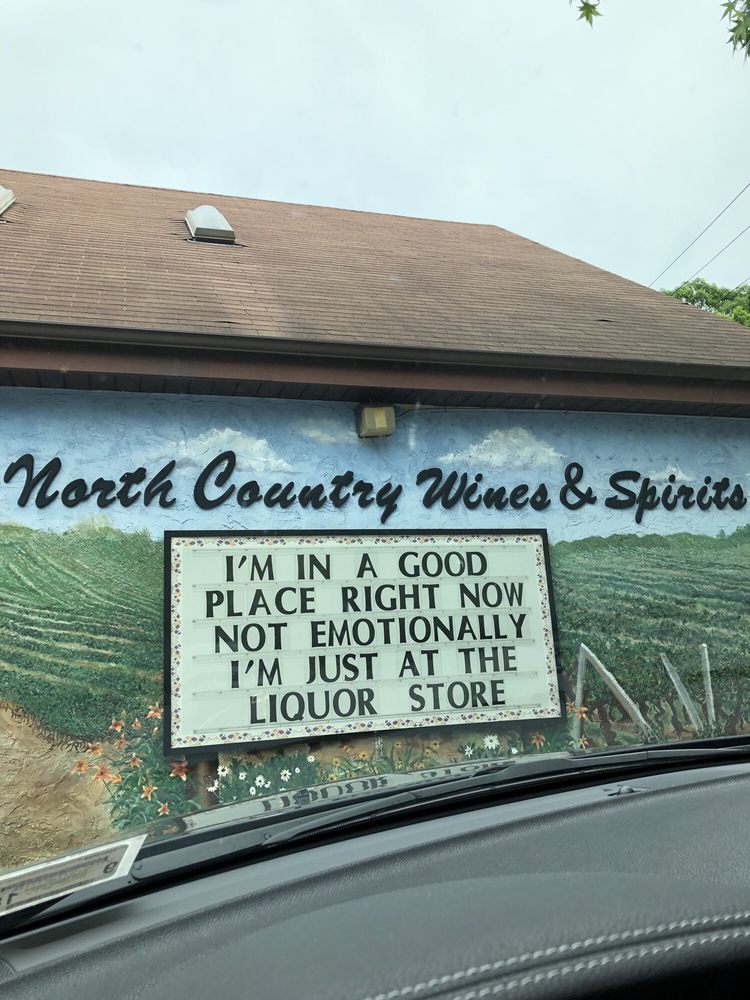 North Country Wines & Spirits
I'M IN A GOOD
PLACE RIGHT NOW
NOT EMOTIONALLY
I'M JUST AT THE
LIQUOR STORE